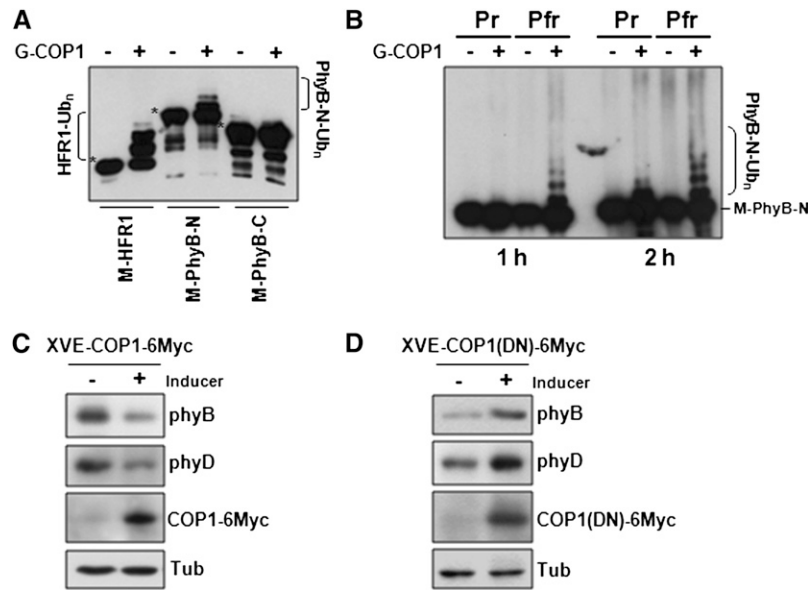 A
G-COP1 - + - + - +
HFR1-Ubn
PhyB-N-Ubn
* * *
M-HFR1
M-PhyB-N
M-PhyB-C
B
Pr Pfr Pr Pfr
G-COP1 - + - + - + - +
PhyB-N-Ubn
M-PhyB-N
1 h 2 h
C
XVE-COP1-6Myc
- + Inducer
phyB
phyD
COP1-6Myc
Tub
D
XVE-COP1(DN)-6Myc
- + Inducer
phyB
phyD
COP1(DN)-6Myc
Tub